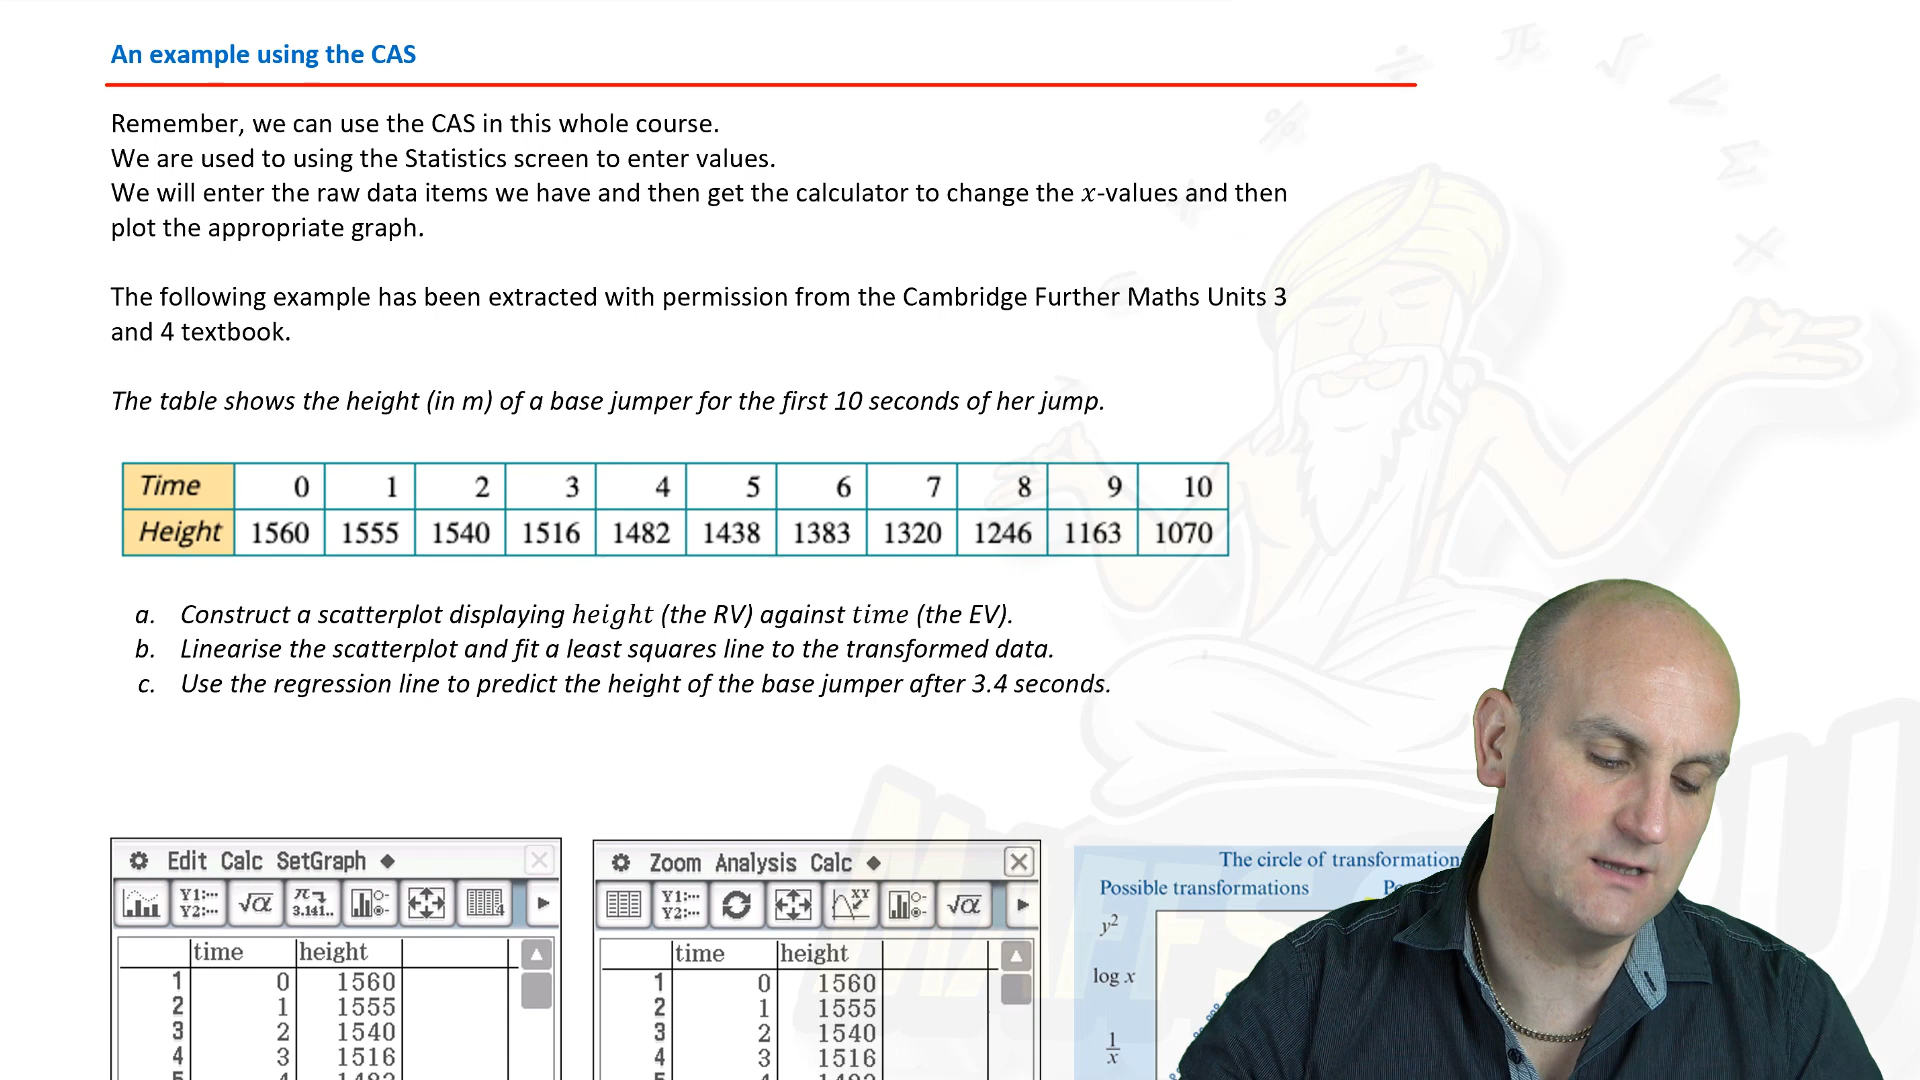 An example using the CAS
Remember, we can use the CAS in this whole course.
We are used to using the Statistics screen to enter values.
We will enter the raw data items we have and then get the calculator to change the x-values and then
plot the appropriate graph.
The following example has been extracted with permission from the Cambridge Further Maths Units 3
and 4 textbook.
The table shows the height (in m) of a base jumper for the first 10 seconds of her jump.
Time 0 1 2 3 4 5 6 7 8 9 10
Height 1560 1555 1540 1516 1482 1438 1383 1320 1246 1163 1070
a. Construct a scatterplot displaying height (the RV) against time (the EV).
b. Linearise the scatterplot and fit a least squares line to the transformed data.
c. Use the regression line to predict the height of the base jumper after 3.4 seconds.
Edit Calc SetGraph
Y1:···
Y2:···
√α
3.141..
4
time height
1 0 1560
2 1 1555
3 2 1540
4 3 1516
Zoom Analysis Calc
Y1:···
Y2:···
XY
√α
time height
1 0 1560
2 1 1555
3 2 1540
4 3 1516
The circle of transformation
Possible transformations
y²
log x
1/x